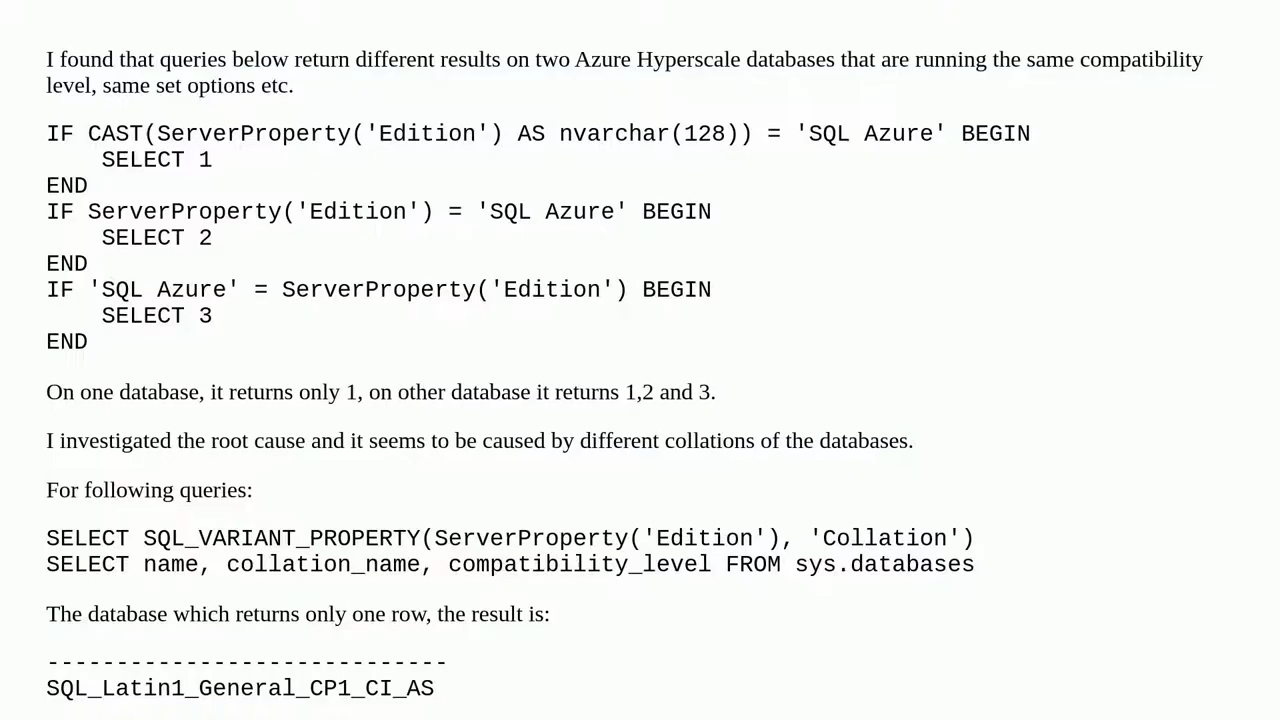 I found that queries below return different results on two Azure Hyperscale databases that are running the same compatibility
level, same set options etc.
IF CAST(ServerProperty('Edition') AS nvarchar(128)) = 'SQL Azure' BEGIN
    SELECT 1
END
IF ServerProperty('Edition') = 'SQL Azure' BEGIN
    SELECT 2
END
IF 'SQL Azure' = ServerProperty('Edition') BEGIN
    SELECT 3
END
On one database, it returns only 1, on other database it returns 1,2 and 3.
I investigated the root cause and it seems to be caused by different collations of the databases.
For following queries:
SELECT SQL_VARIANT_PROPERTY(ServerProperty('Edition'), 'Collation')
SELECT name, collation_name, compatibility_level FROM sys.databases
The database which returns only one row, the result is:
-----------------------------
SQL_Latin1_General_CP1_CI_AS